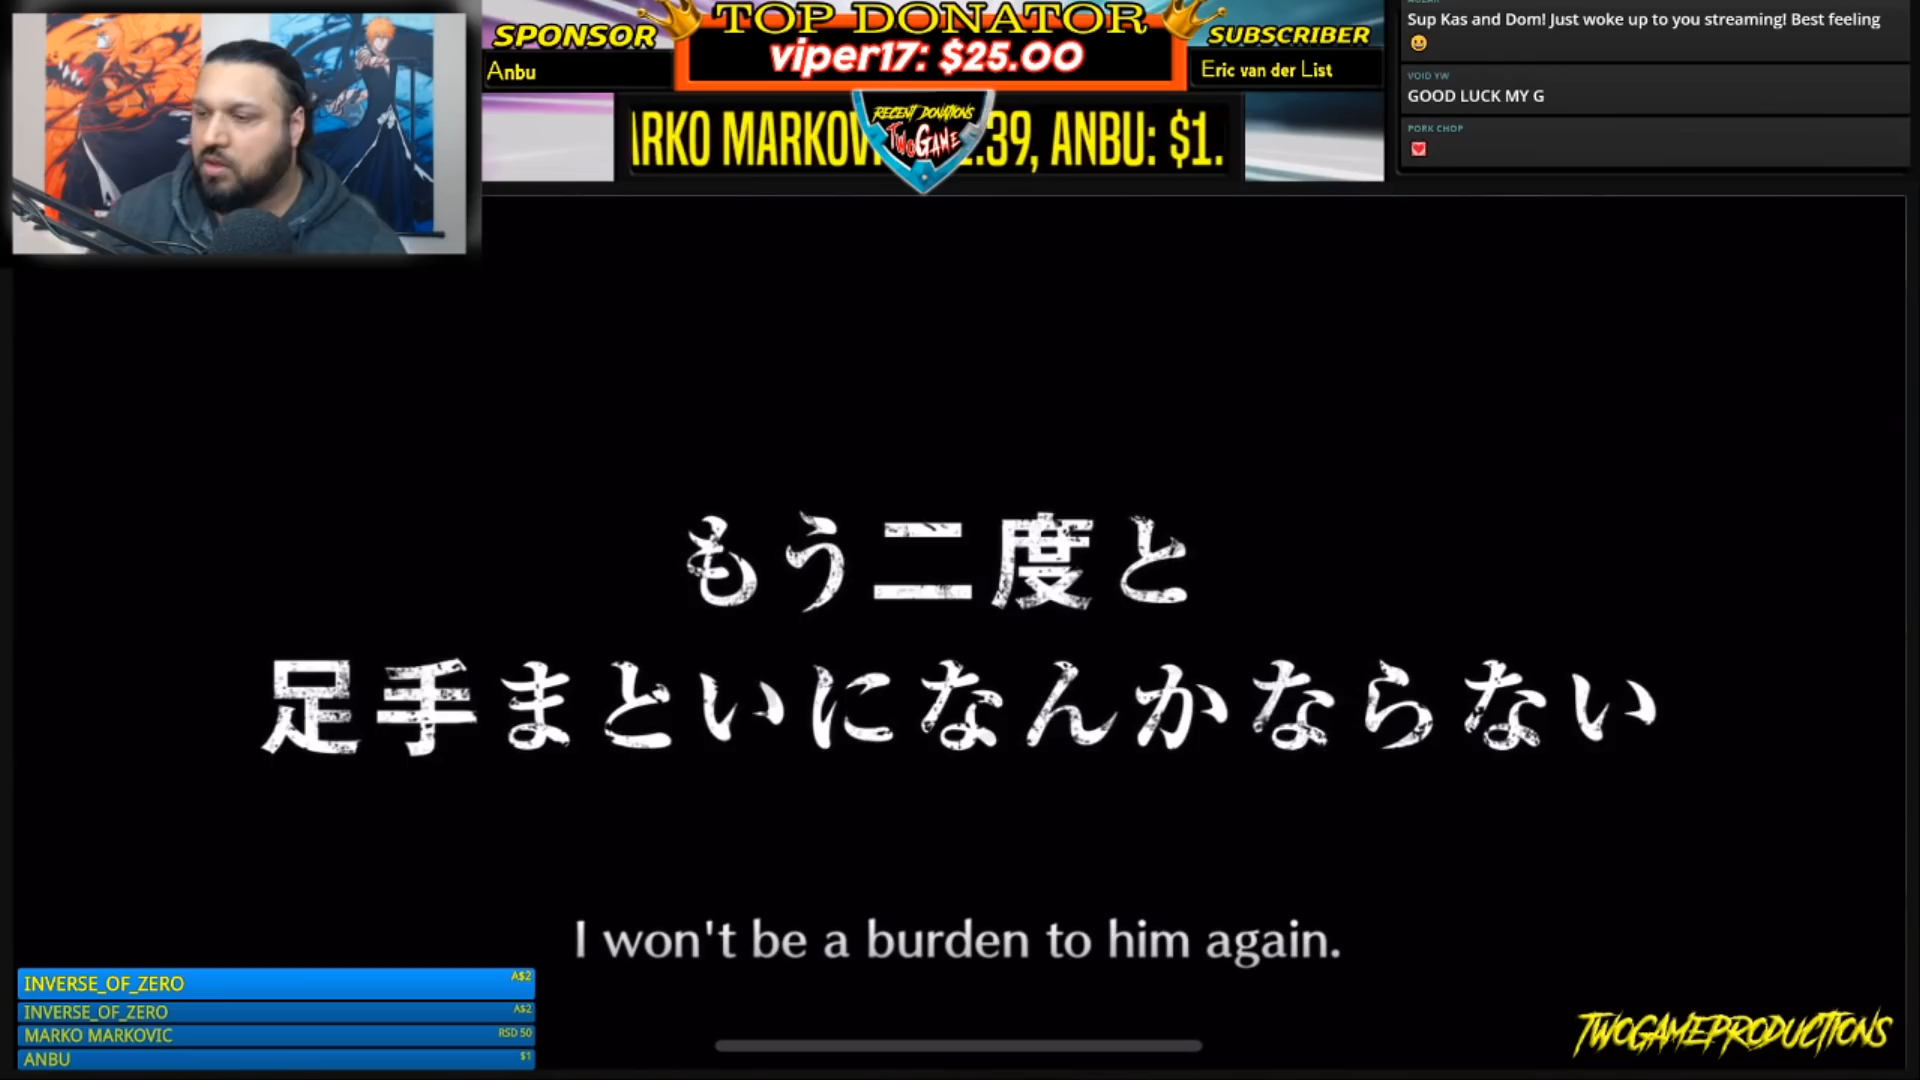 SPONSOR
Anbu
TOP DONATOR
viper17: $25.00
SUBSCRIBER
Eric van der List
RECENT DONATIONS
TWOGAME
RKO MARKOV .39, ANBU: $1.
Sup Kas and Dom! Just woke up to you streaming! Best feeling 😀
VOID YW
GOOD LUCK MY G
PORK CHOP
もう二度と
足手まといになんかならない
I won't be a burden to him again.
INVERSE_OF_ZERO A$2
INVERSE_OF_ZERO A$2
MARKO MARKOVIC RSD 50
ANBU $1
TWOGAMEPRODUCTIONS